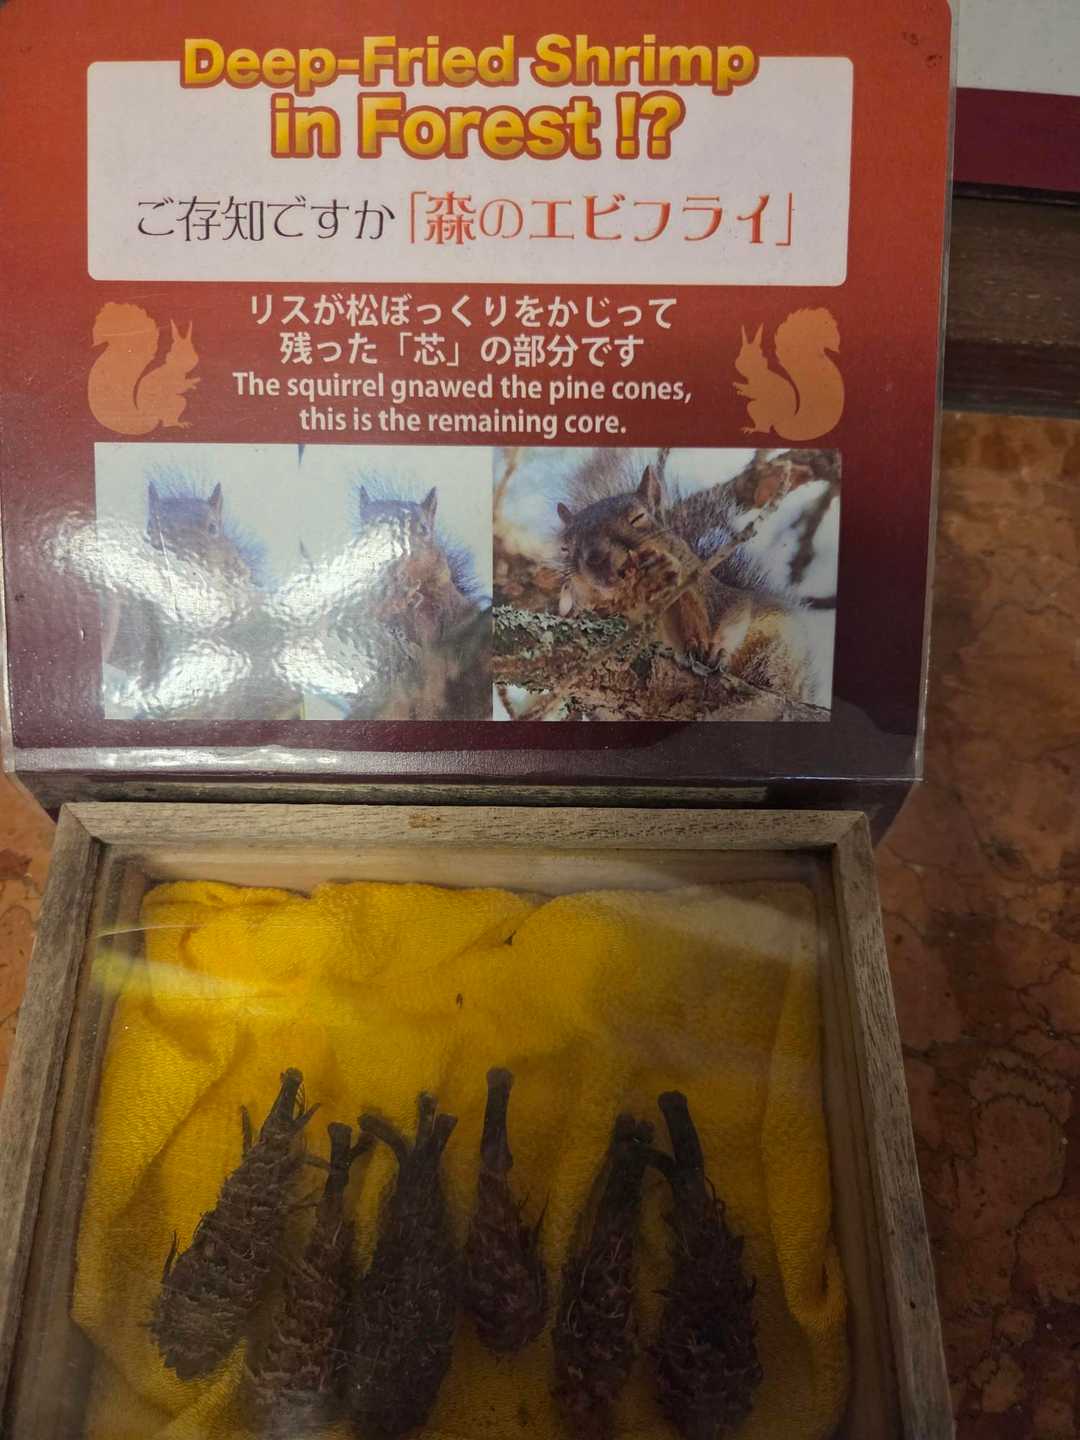 Deep-Fried Shrimp
in Forest !?
ご存知ですか「森のエビフライ」
リスが松ぼっくりをかじって
残った「芯」の部分です
The squirrel gnawed the pine cones,
this is the remaining core.